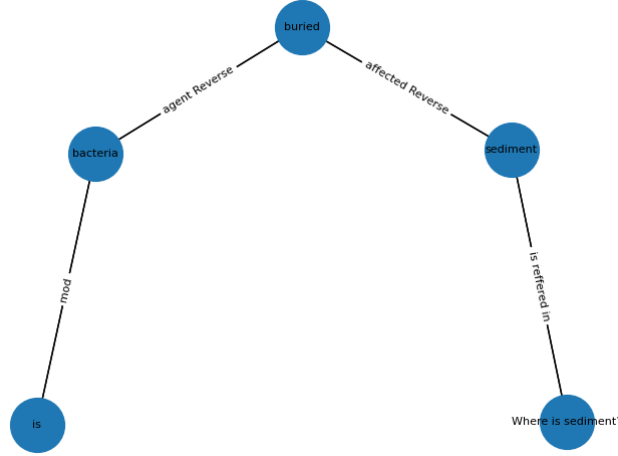 buried
agent Reverse
affected Reverse
bacteria
sediment
mod
is reffered in
is
Where is sediment?